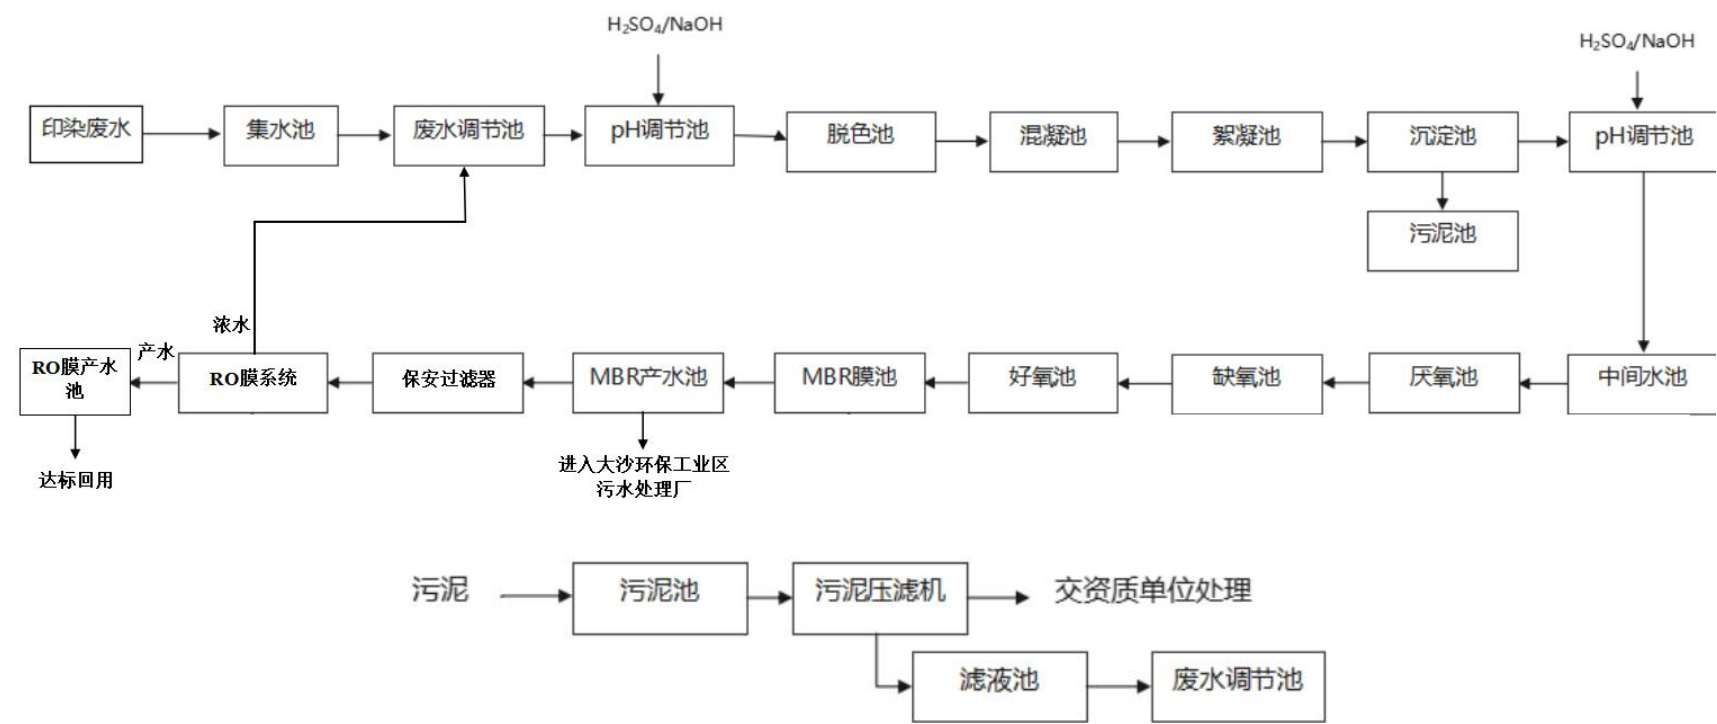 H₂SO₄/NaOH
H₂SO₄/NaOH
印染废水
集水池
废水调节池
pH调节池
脱色池
混凝池
絮凝池
沉淀池
pH调节池
污泥池
浓水
产水
RO膜产水
池
RO膜系统
保安过滤器
MBR产水池
MBR膜池
好氧池
缺氧池
厌氧池
中间水池
达标回用
进入大沙环保工业区
污水处理厂
污泥
污泥池
污泥压滤机
交资质单位处理
滤液池
废水调节池